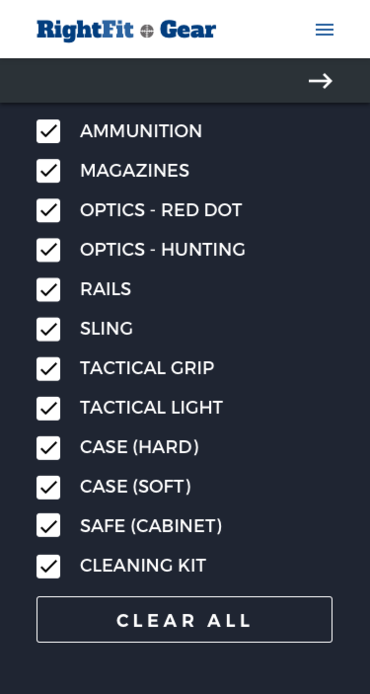 RightFit Gear
AMMUNITION
MAGAZINES
OPTICS - RED DOT
OPTICS - HUNTING
RAILS
SLING
TACTICAL GRIP
TACTICAL LIGHT
CASE (HARD)
CASE (SOFT)
SAFE (CABINET)
CLEANING KIT
CLEAR ALL